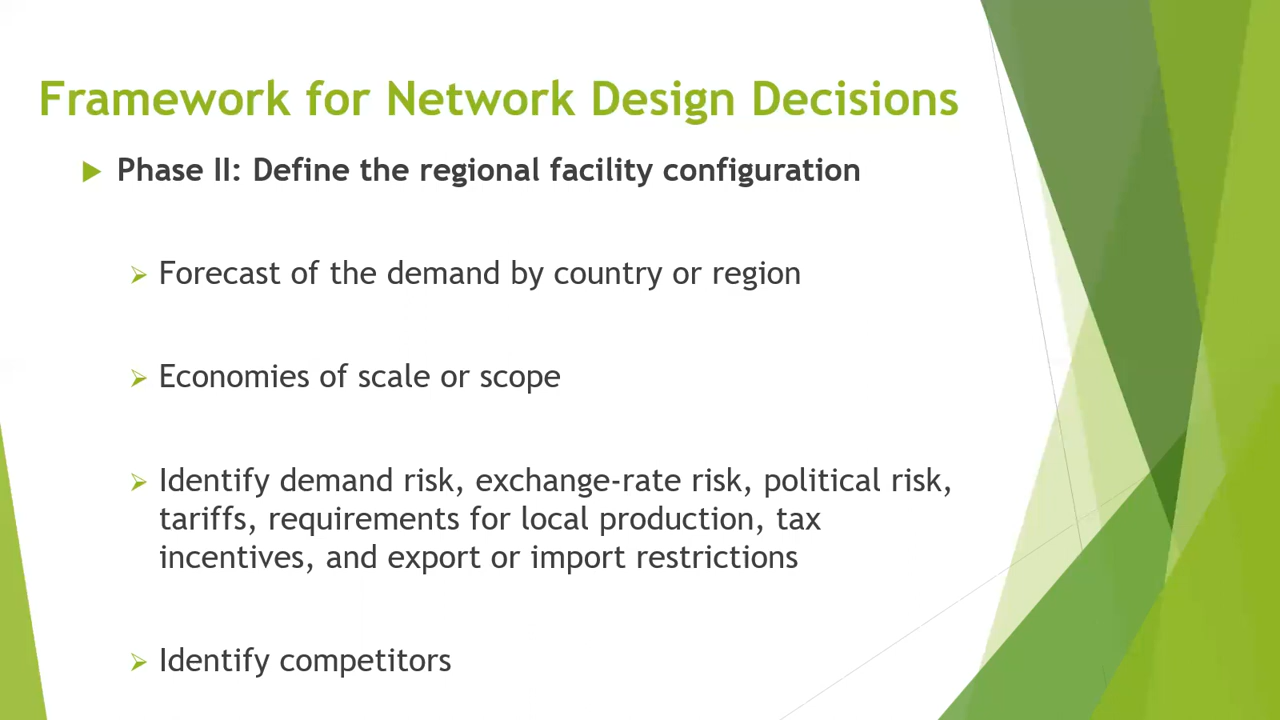 Framework for Network Design Decisions
Phase II: Define the regional facility configuration
Forecast of the demand by country or region
Economies of scale or scope
Identify demand risk, exchange-rate risk, political risk,
tariffs, requirements for local production, tax
incentives, and export or import restrictions
Identify competitors